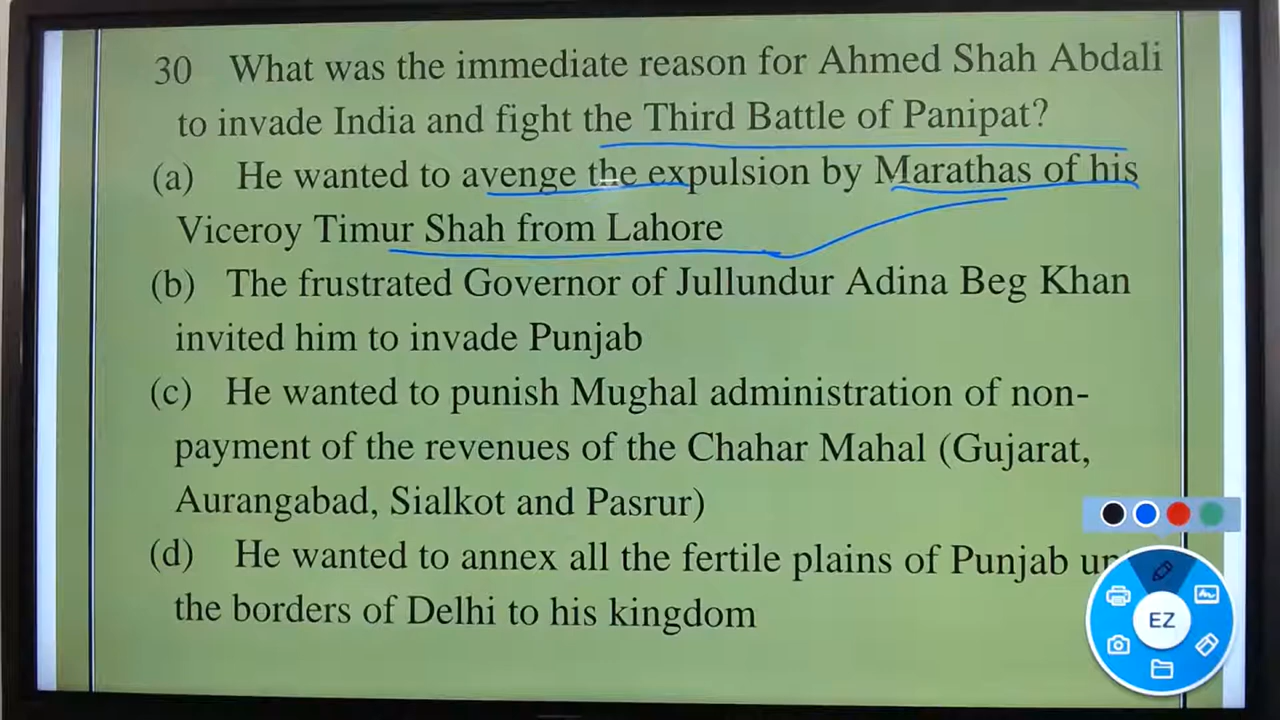 30 What was the immediate reason for Ahmed Shah Abdali
to invade India and fight the Third Battle of Panipat?
(a) He wanted to avenge the expulsion by Marathas of his
Viceroy Timur Shah from Lahore
(b) The frustrated Governor of Jullundur Adina Beg Khan
invited him to invade Punjab
(c) He wanted to punish Mughal administration of non-
payment of the revenues of the Chahar Mahal (Gujarat,
Aurangabad, Sialkot and Pasrur)
(d) He wanted to annex all the fertile plains of Punjab
the borders of Delhi to his kingdom
EZ